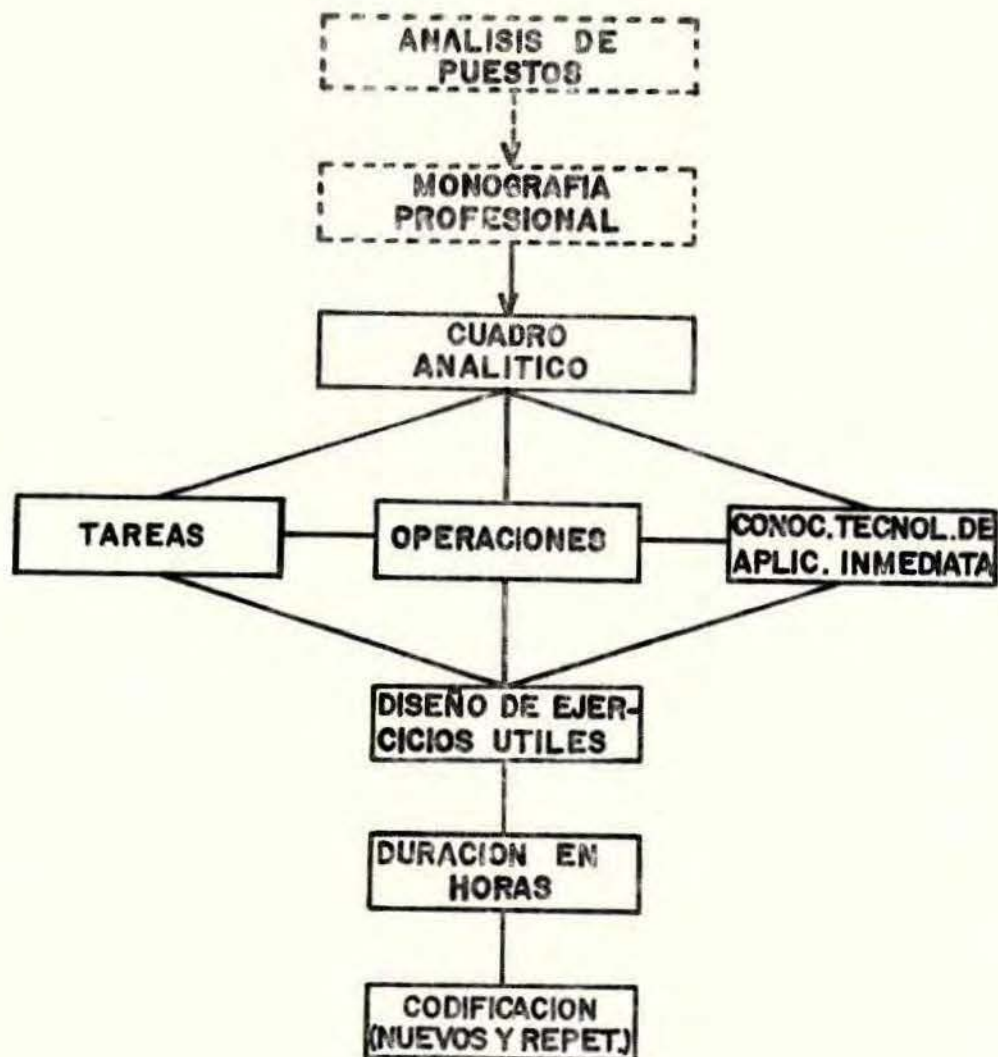 ANALISIS DE
PUESTOS
MONOGRAFIA
PROFESIONAL
CUADRO
ANALITICO
TAREAS
OPERACIONES
CONOC. TECNOL. DE
APLIC. INMEDIATA
DISEÑO DE EJER-
CICIOS UTILES
DURACION EN
HORAS
CODIFICACION
(NUEVOS Y REPET.)